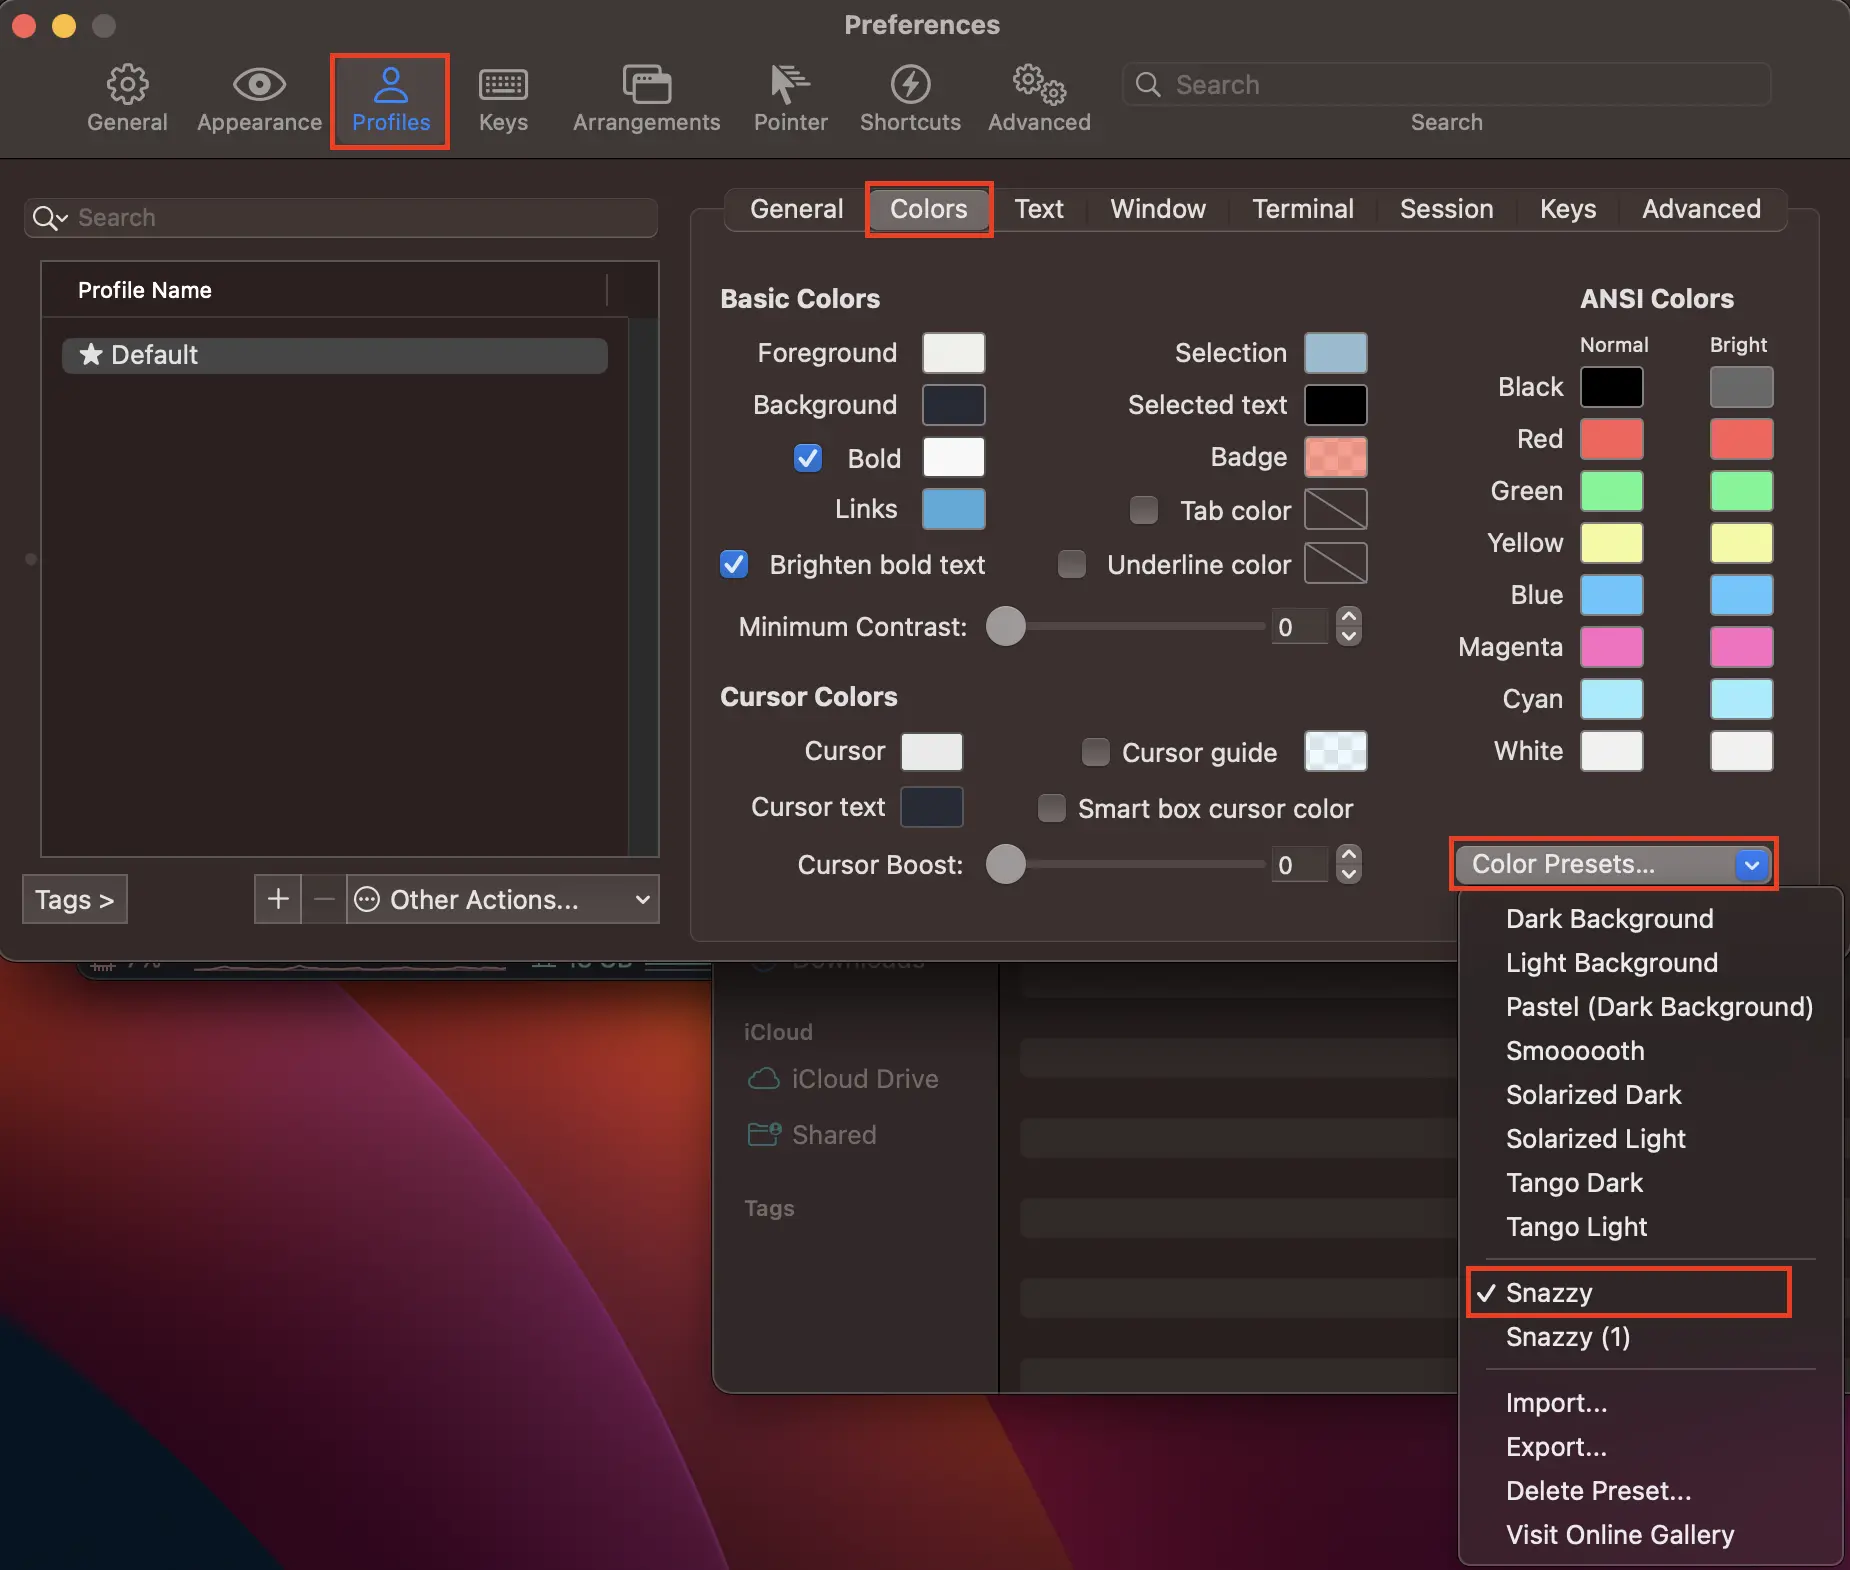 Preferences
General
Appearance
Profiles
Keys
Arrangements
Pointer
Shortcuts
Advanced
Search
Search
Search
General
Colors
Text
Window
Terminal
Session
Keys
Advanced
Profile Name
★ Default
Tags >
+
−
Other Actions...
Basic Colors
Foreground
Background
Bold
Links
Brighten bold text
Minimum Contrast:
0
Selection
Selected text
Badge
Tab color
Underline color
Cursor Colors
Cursor
Cursor text
Cursor Boost:
0
Cursor guide
Smart box cursor color
ANSI Colors
Normal Bright
Black
Red
Green
Yellow
Blue
Magenta
Cyan
White
Color Presets...
Dark Background
Light Background
Pastel (Dark Background)
Smoooooth
Solarized Dark
Solarized Light
Tango Dark
Tango Light
✓ Snazzy
Snazzy (1)
Import...
Export...
Delete Preset...
Visit Online Gallery
Downloads
iCloud
iCloud Drive
Shared
Tags